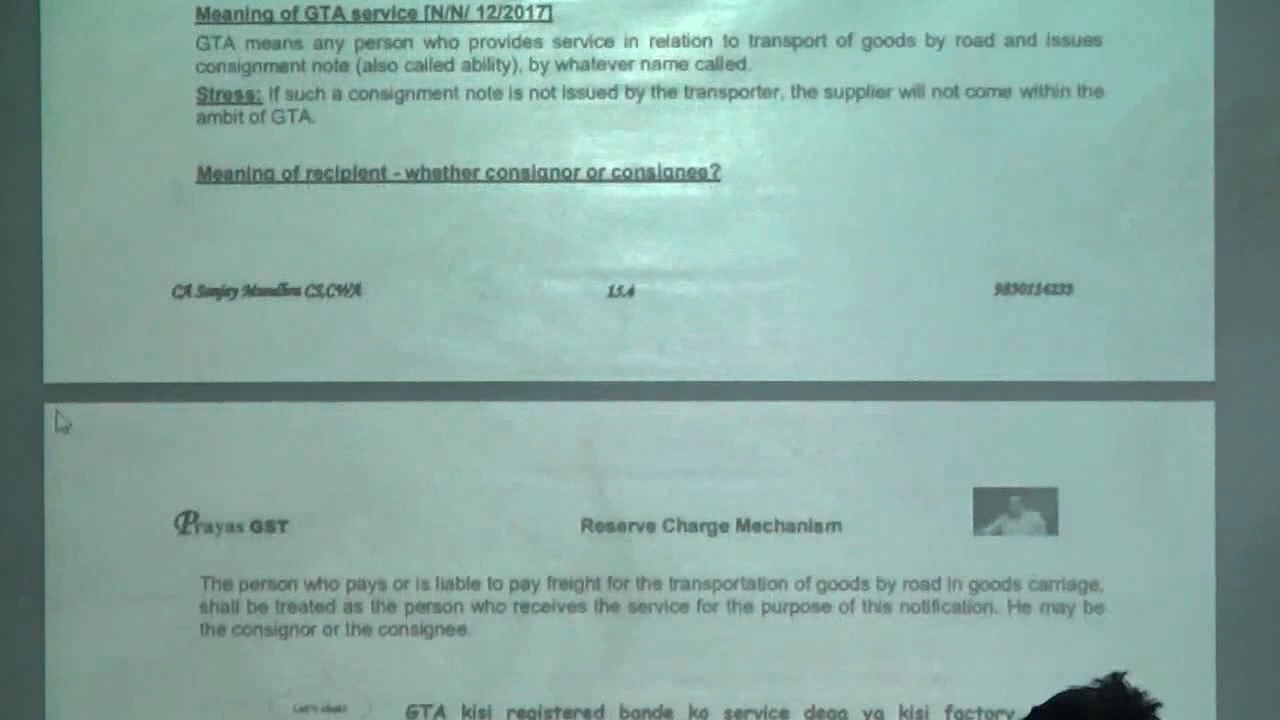 Meaning of GTA service [N/N/ 12/2017]
GTA means any person who provides service in relation to transport of goods by road and issues
consignment note (also called ability), by whatever name called.
Stress: If such a consignment note is not issued by the transporter, the supplier will not come within the
ambit of GTA.
Meaning of recipient - whether consignor or consignee?
CA Sanjay Mundhra CS,CWA 15.4 9830116233
Prayas GST Reserve Charge Mechanism
The person who pays or is liable to pay freight for the transportation of goods by road in goods carriage,
shall be treated as the person who receives the service for the purpose of this notification. He may be
the consignor or the consignee.
Let's chat!
GTA kisi registered bande ko service dega ya kisi factory